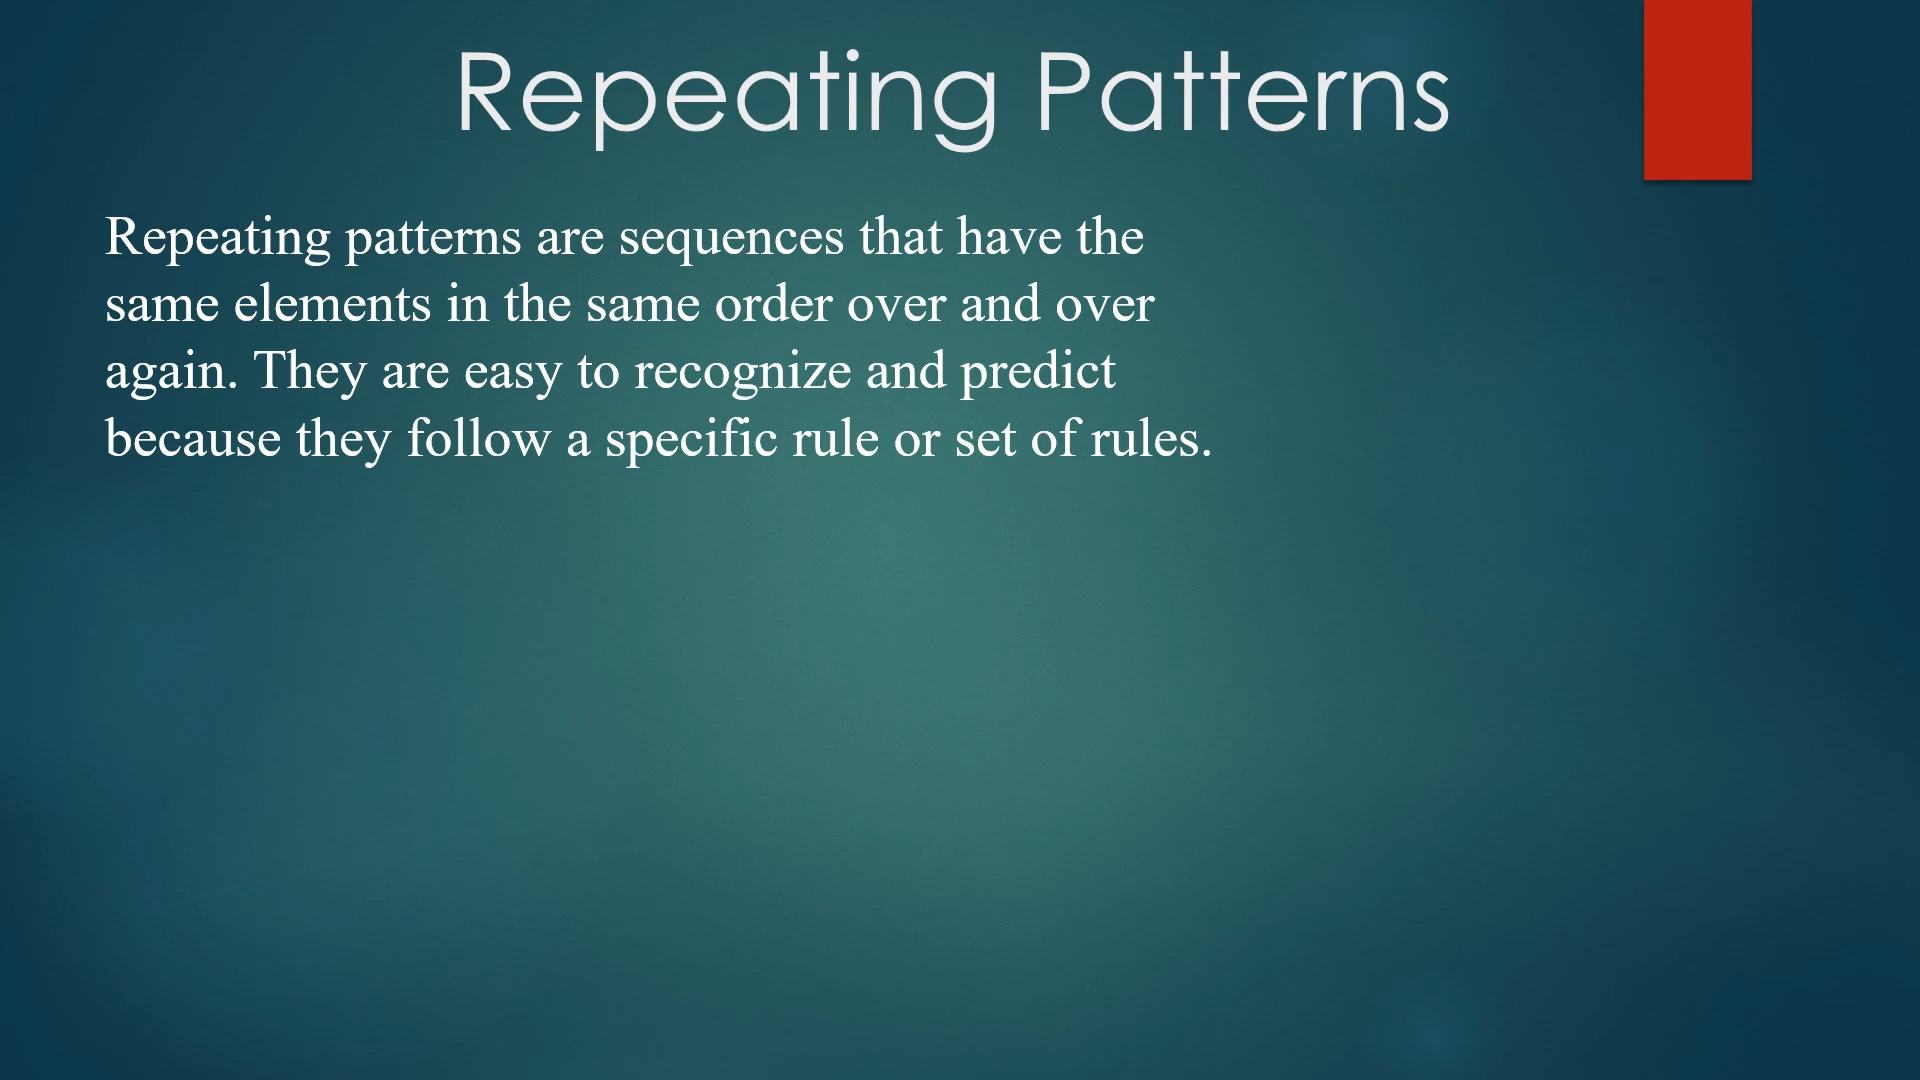 Repeating Patterns
Repeating patterns are sequences that have the
same elements in the same order over and over
again. They are easy to recognize and predict
because they follow a specific rule or set of rules.